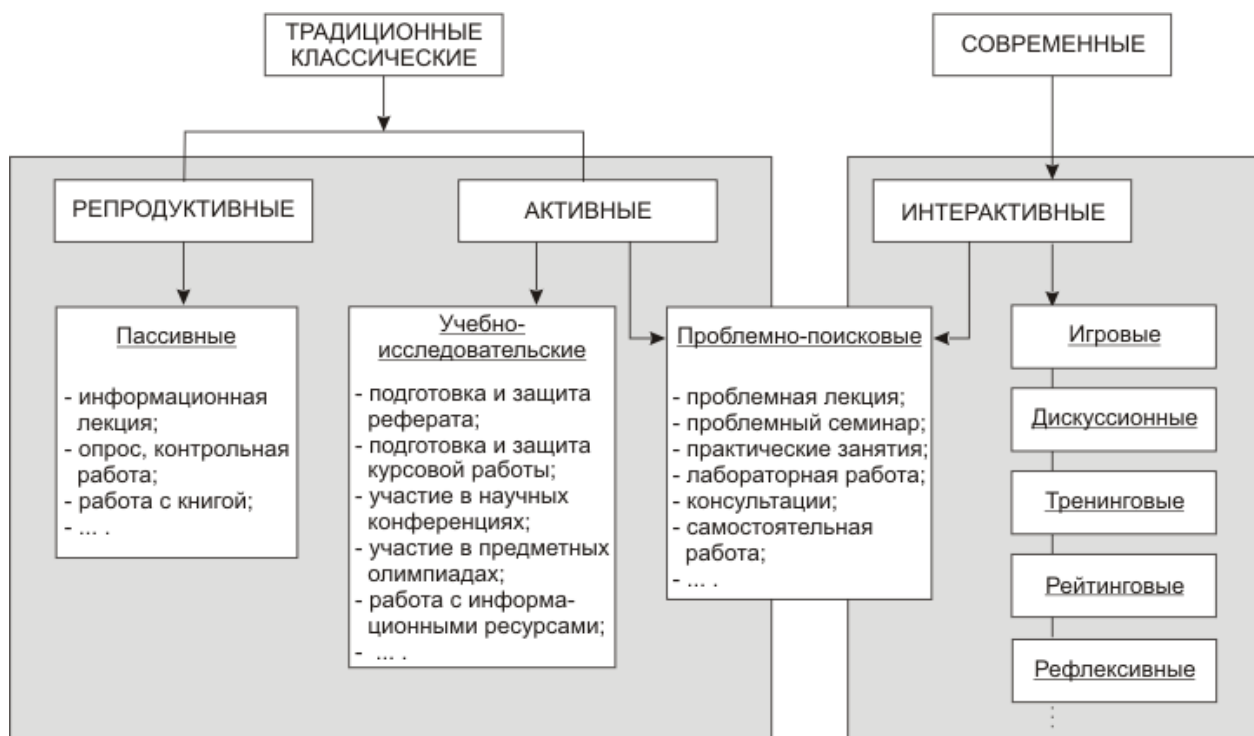 ТРАДИЦИОННЫЕ
КЛАССИЧЕСКИЕ
СОВРЕМЕННЫЕ
РЕПРОДУКТИВНЫЕ
АКТИВНЫЕ
ИНТЕРАКТИВНЫЕ
Пассивные
- информационная
лекция;
- опрос, контрольная
работа;
- работа с книгой;
- ... .
Учебно-
исследовательские
- подготовка и защита
реферата;
- подготовка и защита
курсовой работы;
- участие в научных
конференциях;
- участие в предметных
олимпиадах;
- работа с информа-
ционными ресурсами;
- ... .
Проблемно-поисковые
- проблемная лекция;
- проблемный семинар;
- практические занятия;
- лабораторная работа;
- консультации;
- самостоятельная
работа;
- ... .
Игровые
Дискуссионные
Тренинговые
Рейтинговые
Рефлексивные